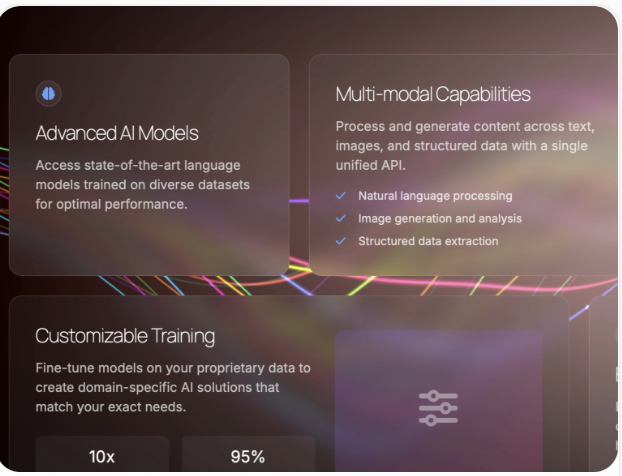 Advanced AI Models
Access state-of-the-art language
models trained on diverse datasets
for optimal performance.
Multi-modal Capabilities
Process and generate content across text,
images, and structured data with a single
unified API.
Natural language processing
Image generation and analysis
Structured data extraction
Customizable Training
Fine-tune models on your proprietary data to
create domain-specific AI solutions that
match your exact needs.
10x
95%